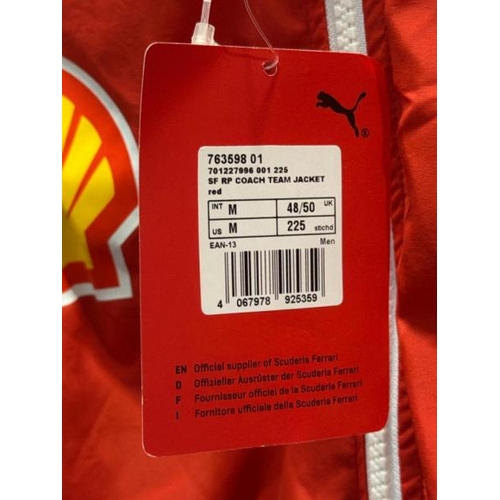 763598 01
701227996 001 225
SF RP COACH TEAM JACKET
red
INT M 48/50 UK
US M 225 stichd
EAN-13 Men
4 067978 925359
EN Official supplier of Scuderia Ferrari
D Offizieller Ausrüster der Scuderia Ferrari
F Fournisseur officiel de la Scuderia Ferrari
I Fornitore ufficiale della Scuderia Ferrari